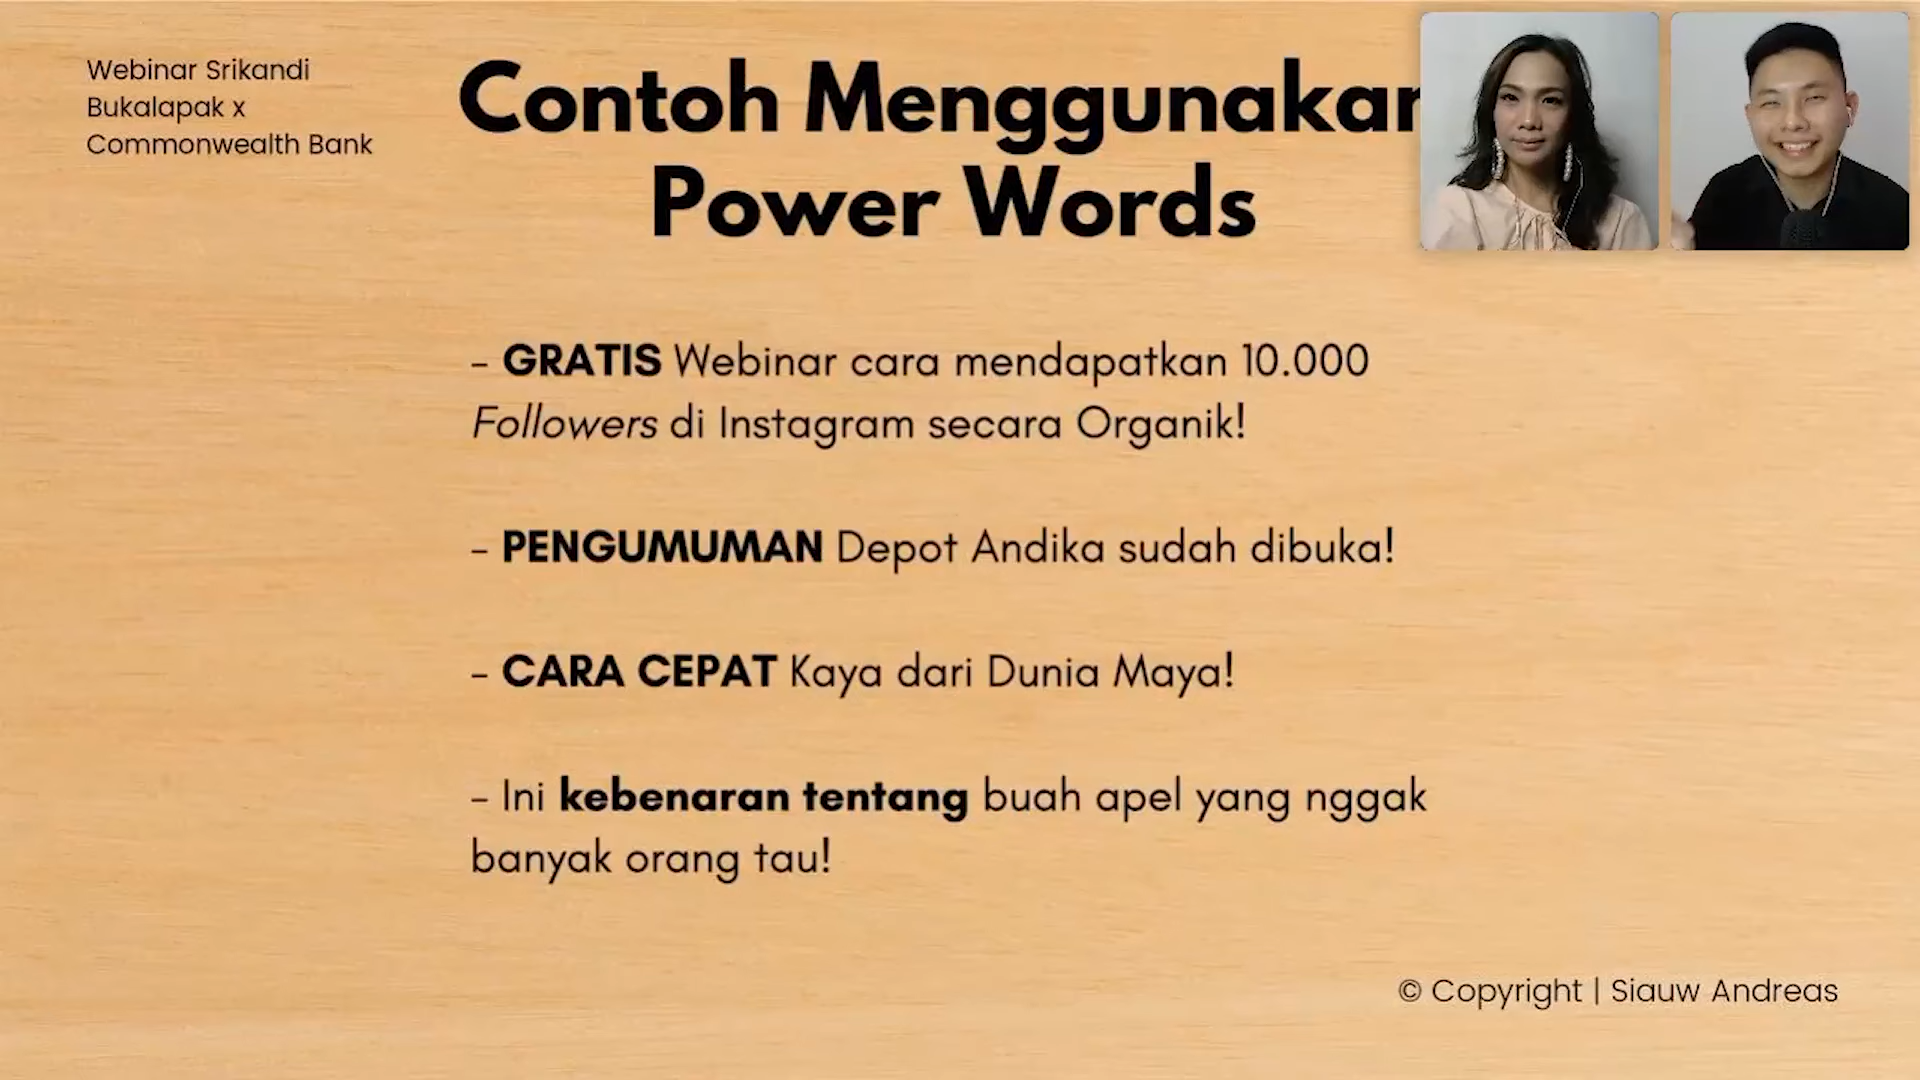 Webinar Srikandi
Bukalapak x
Commonwealth Bank
Contoh Menggunakan
Power Words
- GRATIS Webinar cara mendapatkan 10.000
Followers di Instagram secara Organik!
- PENGUMUMAN Depot Andika sudah dibuka!
- CARA CEPAT Kaya dari Dunia Maya!
- Ini kebenaran tentang buah apel yang nggak
banyak orang tau!
© Copyright | Siauw Andreas